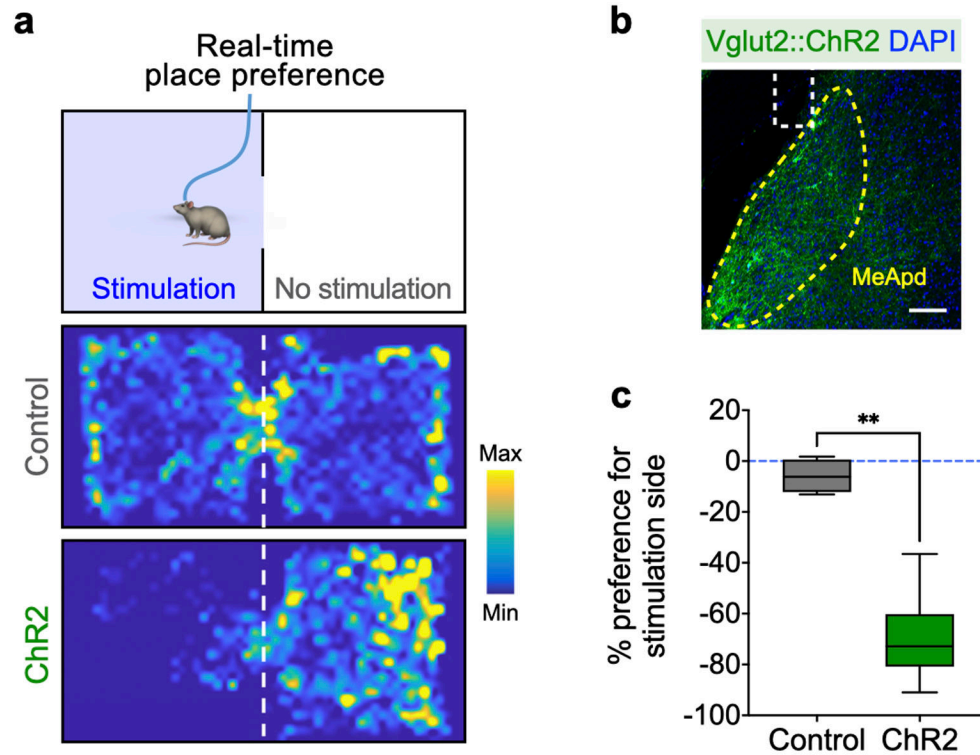 a
Real-time
place preference
Stimulation
No stimulation
Control
Max
Min
ChR2
b
Vglut2::ChR2 DAPI
MeApd
c
% preference for
stimulation side
20
0
-20
-40
-60
-80
-100
**
Control
ChR2